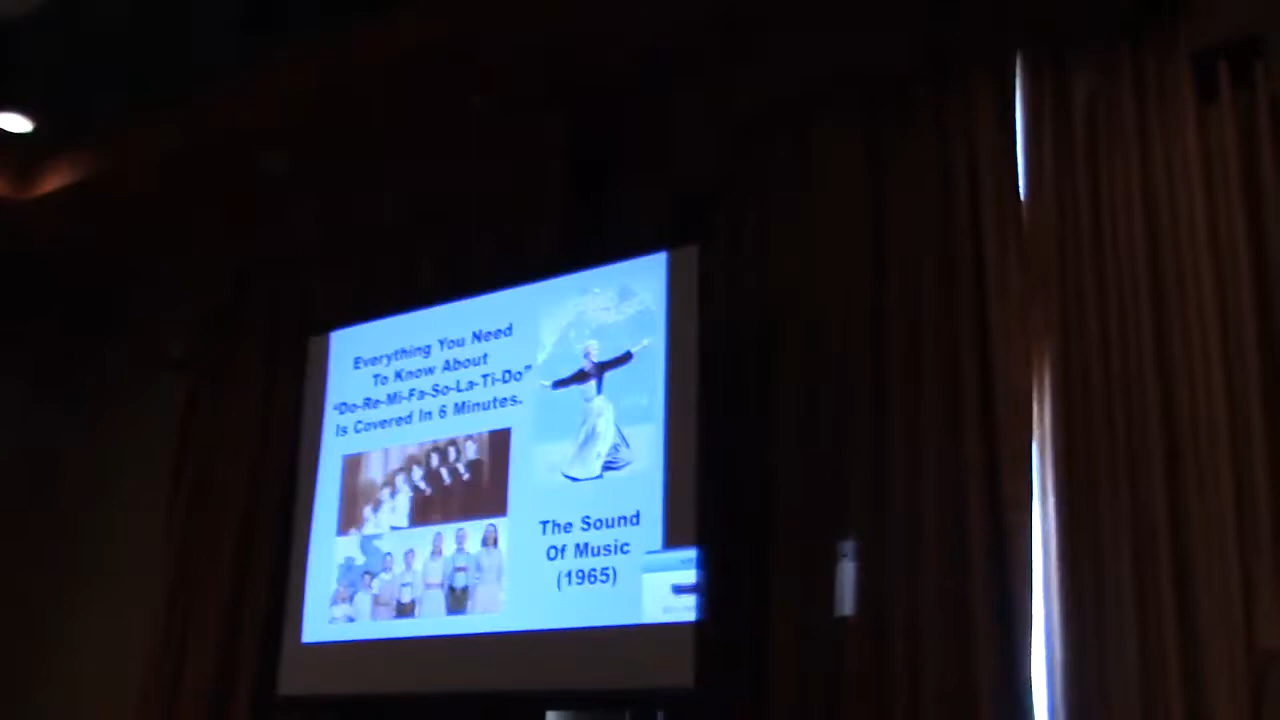 Everything You Need
To Know About
"Do-Re-Mi-Fa-So-La-Ti-Do"
Is Covered In 6 Minutes.
The Sound
Of Music
(1965)